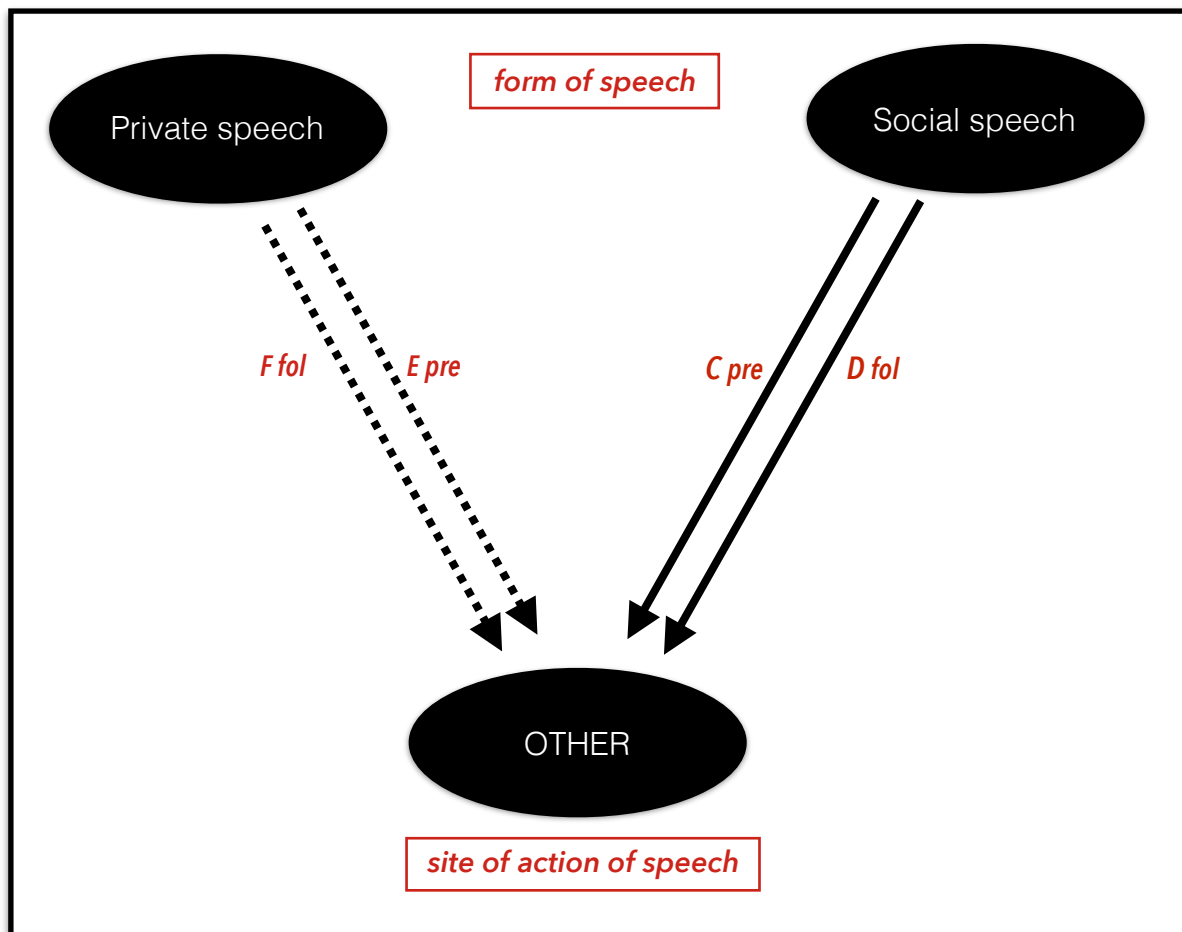 form of speech
Private speech
Social speech
F fol
E pre
C pre
D fol
OTHER
site of action of speech